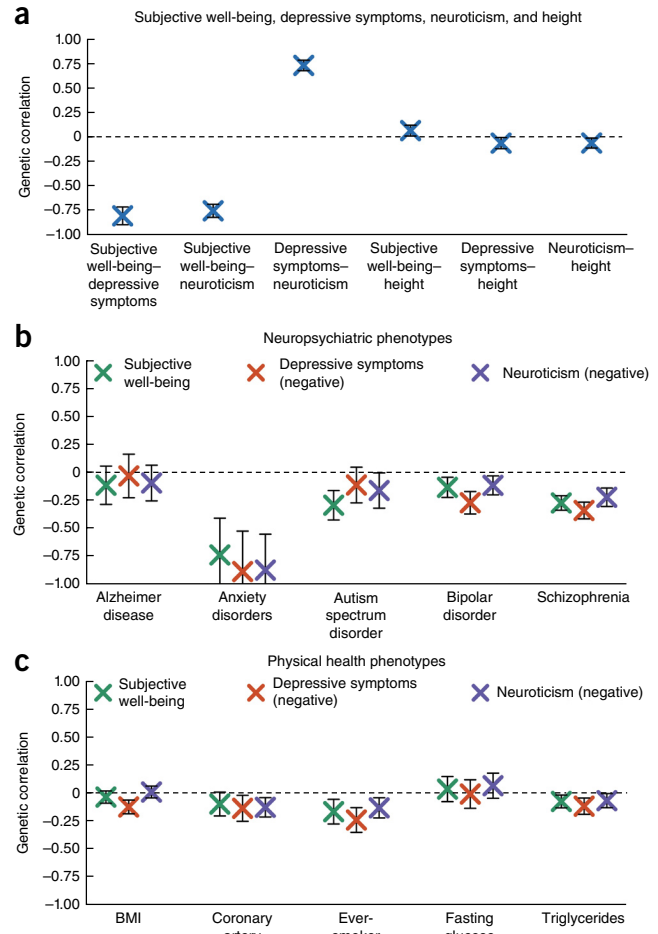 a
Subjective well-being, depressive symptoms, neuroticism, and height
Genetic correlation
1.00
0.75
0.50
0.25
0
–0.25
–0.50
–0.75
–1.00
Subjective
well-being–
depressive
symptoms
Subjective
well-being–
neuroticism
Depressive
symptoms–
neuroticism
Subjective
well-being–
height
Depressive
symptoms–
height
Neuroticism–
height
b
Neuropsychiatric phenotypes
Subjective
well-being
Depressive symptoms
(negative)
Neuroticism (negative)
Genetic correlation
1.00
0.75
0.50
0.25
0
–0.25
–0.50
–0.75
–1.00
Alzheimer
disease
Anxiety
disorders
Autism
spectrum
disorder
Bipolar
disorder
Schizophrenia
c
Physical health phenotypes
Subjective
well-being
Depressive symptoms
(negative)
Neuroticism (negative)
Genetic correlation
1.00
0.75
0.50
0.25
0
–0.25
–0.50
–0.75
–1.00
BMI
Coronary
Ever-
Fasting
Triglycerides